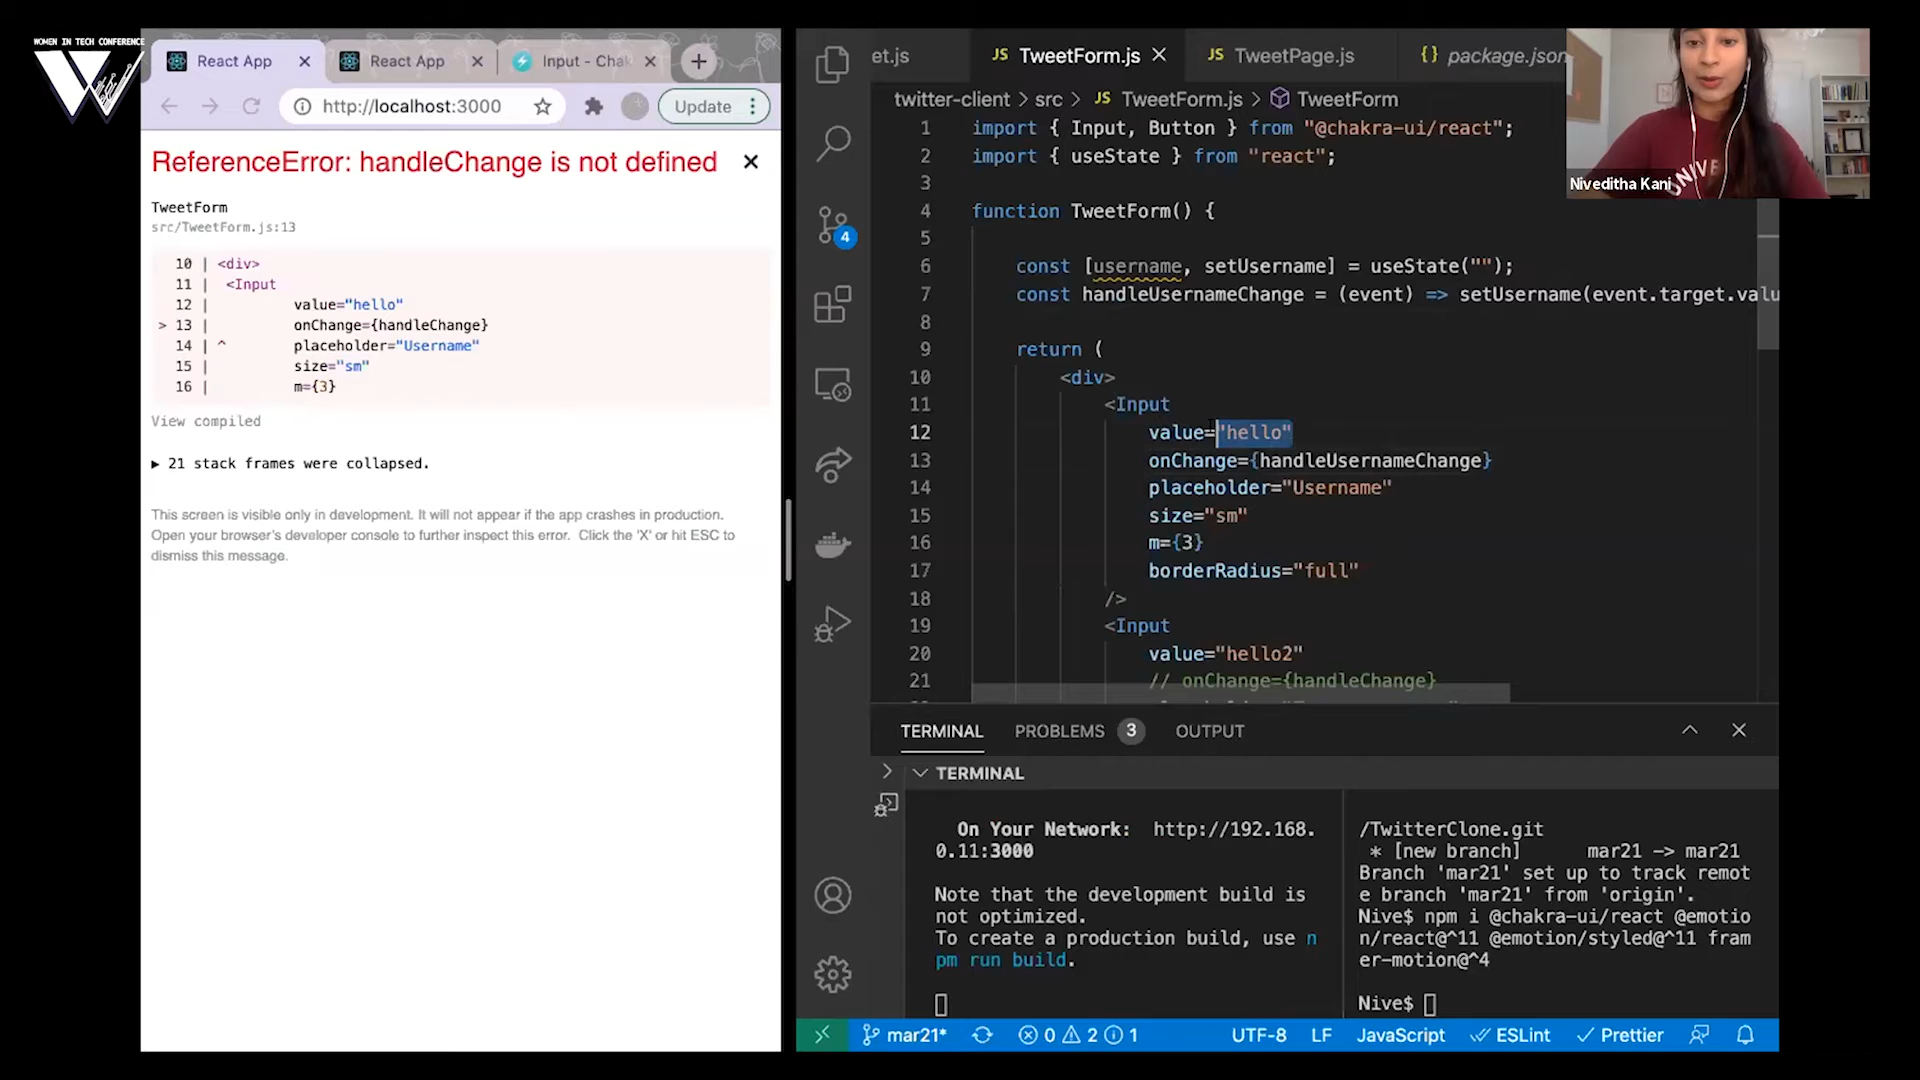 WOMEN IN TECH CONFERENCE
React App
React App
Input - Chak
http://localhost:3000
Update
ReferenceError: handleChange is not defined
TweetForm
src/TweetForm.js:13
10 | <div>
11 | <Input
12 | value="hello"
> 13 | onChange={handleChange}
14 | ^ placeholder="Username"
15 | size="sm"
16 | m={3}
View compiled
▶ 21 stack frames were collapsed.
This screen is visible only in development. It will not appear if the app crashes in production.
Open your browser's developer console to further inspect this error. Click the 'X' or hit ESC to
dismiss this message.
4
et.js
JS TweetForm.js
JS TweetPage.js
{} package.json
twitter-client > src > JS TweetForm.js > TweetForm
1 import { Input, Button } from "@chakra-ui/react";
2 import { useState } from "react";
3
4 function TweetForm() {
5
6 const [username, setUsername] = useState("");
7 const handleUsernameChange = (event) => setUsername(event.target.valu
8
9 return (
10 <div>
11 <Input
12 value="hello"
13 onChange={handleUsernameChange}
14 placeholder="Username"
15 size="sm"
16 m={3}
17 borderRadius="full"
18 />
19 <Input
20 value="hello2"
21 // onChange={handleChange}
Niveditha Kani
UNIVE
TERMINAL PROBLEMS 3 OUTPUT
TERMINAL
On Your Network: http://192.168.
0.11:3000
Note that the development build is
not optimized.
To create a production build, use n
pm run build.
/TwitterClone.git
* [new branch] mar21 -> mar21
Branch 'mar21' set up to track remot
e branch 'mar21' from 'origin'.
Nive$ npm i @chakra-ui/react @emotio
n/react@^11 @emotion/styled@^11 fram
er-motion@^4
Nive$
mar21* 0 2 1 UTF-8 LF JavaScript ESLint Prettier